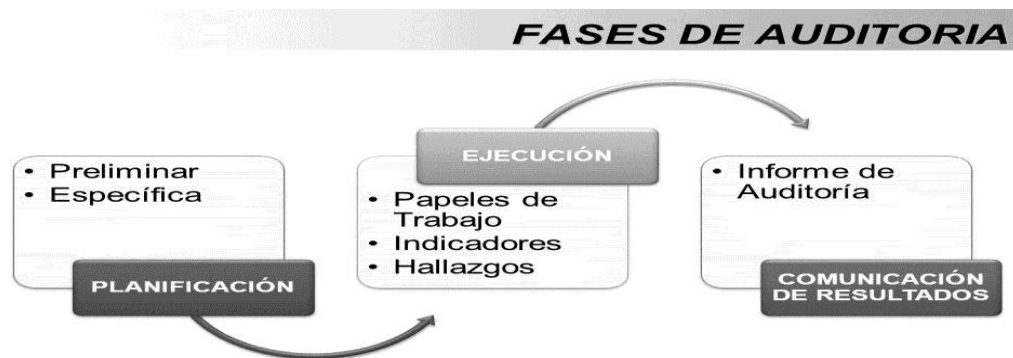 FASES DE AUDITORIA
• Preliminar
• Específica
PLANIFICACIÓN
EJECUCIÓN
• Papeles de
Trabajo
• Indicadores
• Hallazgos
• Informe de
Auditoría
COMUNICACIÓN
DE RESULTADOS